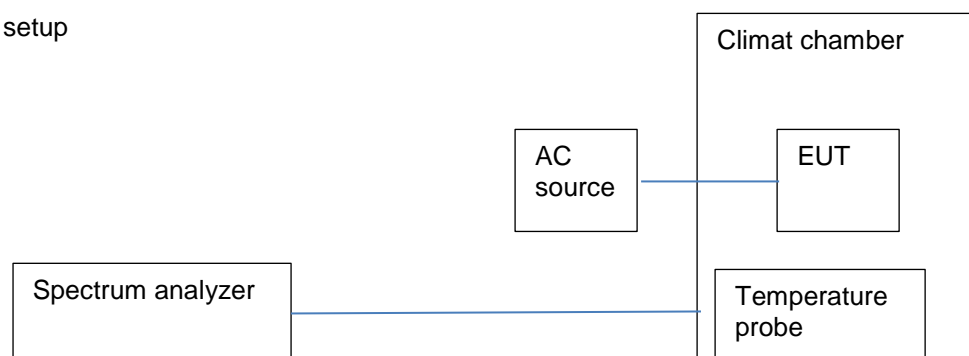 setup
Climat chamber
AC
source
EUT
Spectrum analyzer
Temperature
probe